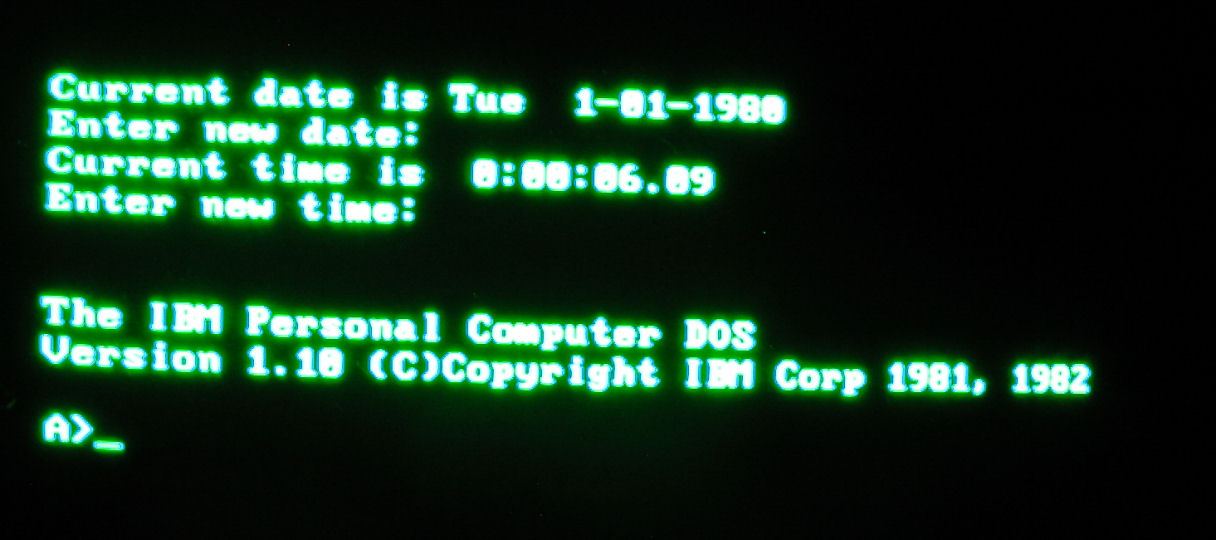 Current date is Tue  1-01-1980
Enter new date:
Current time is  0:00:06.09
Enter new time:
The IBM Personal Computer DOS
Version 1.10 (C)Copyright IBM Corp 1981, 1982
A>_